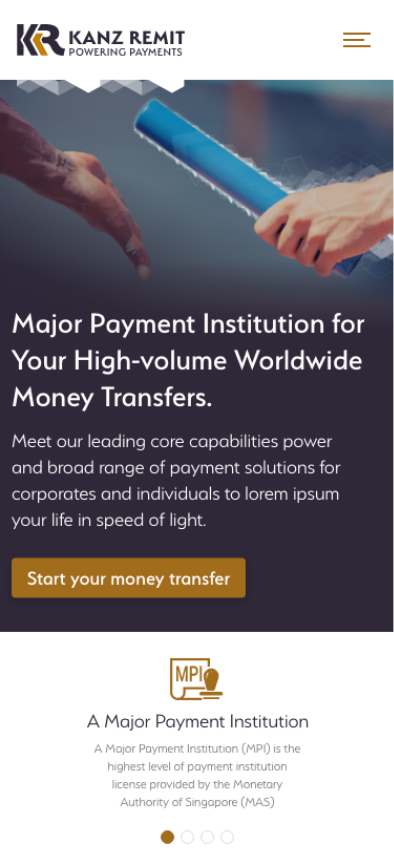 KANZ REMIT
POWERING PAYMENTS
Major Payment Institution for
Your High-volume Worldwide
Money Transfers.
Meet our leading core capabilities power
and broad range of payment solutions for
corporates and individuals to lorem ipsum
your life in speed of light.
Start your money transfer
MPI
A Major Payment Institution
A Major Payment Institution (MPI) is the
highest level of payment institution
license provided by the Monetary
Authority of Singapore (MAS)